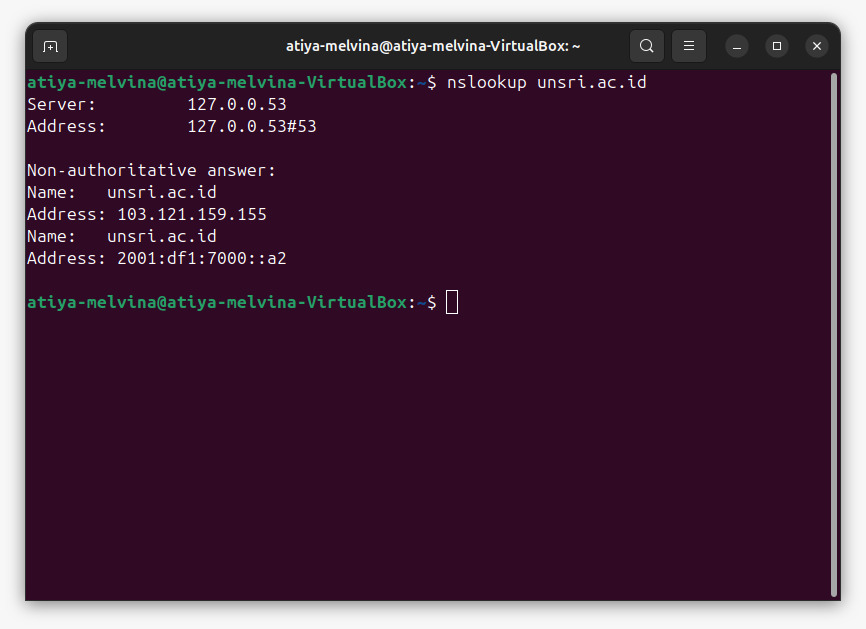 atiya-melvina@atiya-melvina-VirtualBox: ~
atiya-melvina@atiya-melvina-VirtualBox:~$ nslookup unsri.ac.id
Server:         127.0.0.53
Address:        127.0.0.53#53
Non-authoritative answer:
Name:   unsri.ac.id
Address: 103.121.159.155
Name:   unsri.ac.id
Address: 2001:df1:7000::a2
atiya-melvina@atiya-melvina-VirtualBox:~$